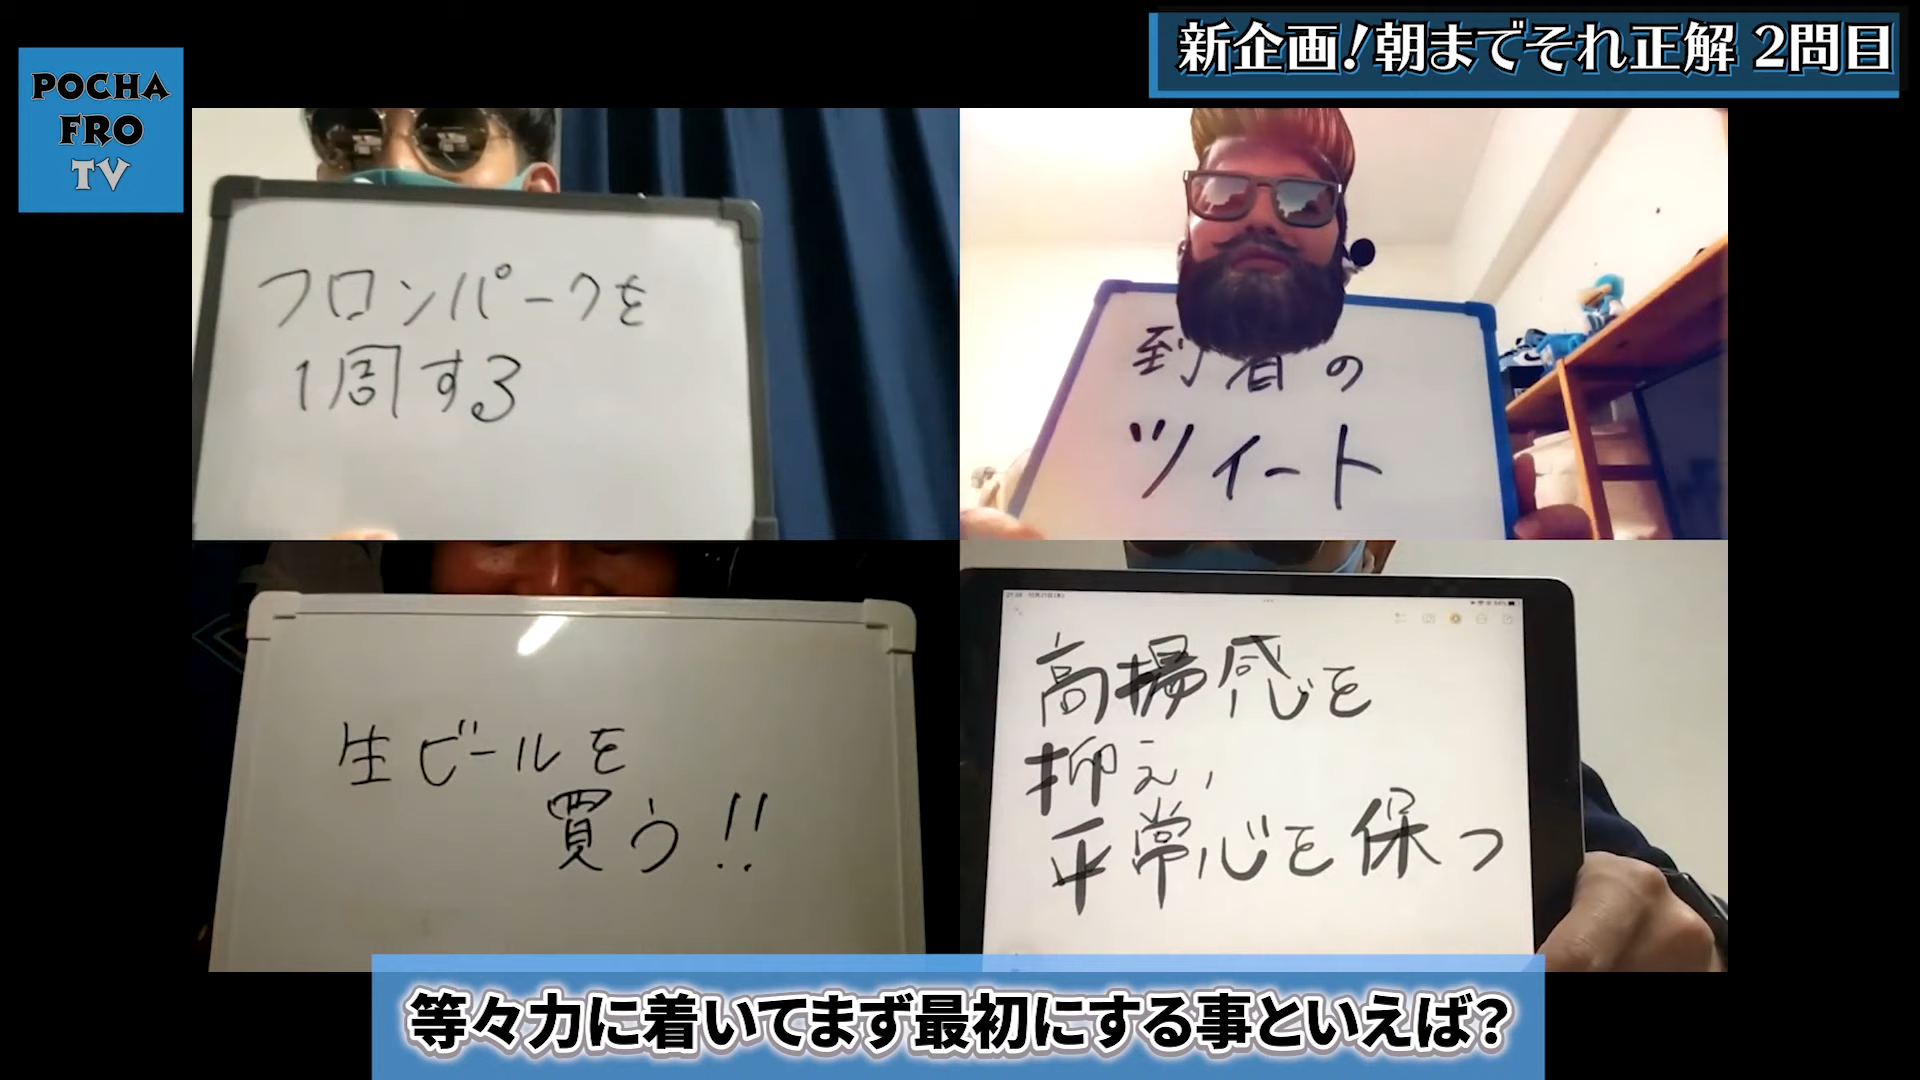 新企画!朝までそれ正解 2問目
POCHA
FRO
TV
フロンパークを
1周する
到着の
ツイート
生ビールを
買う!!
高揚感を
抑え,
平常心を保つ
等々力に着いてまず最初にする事といえば?